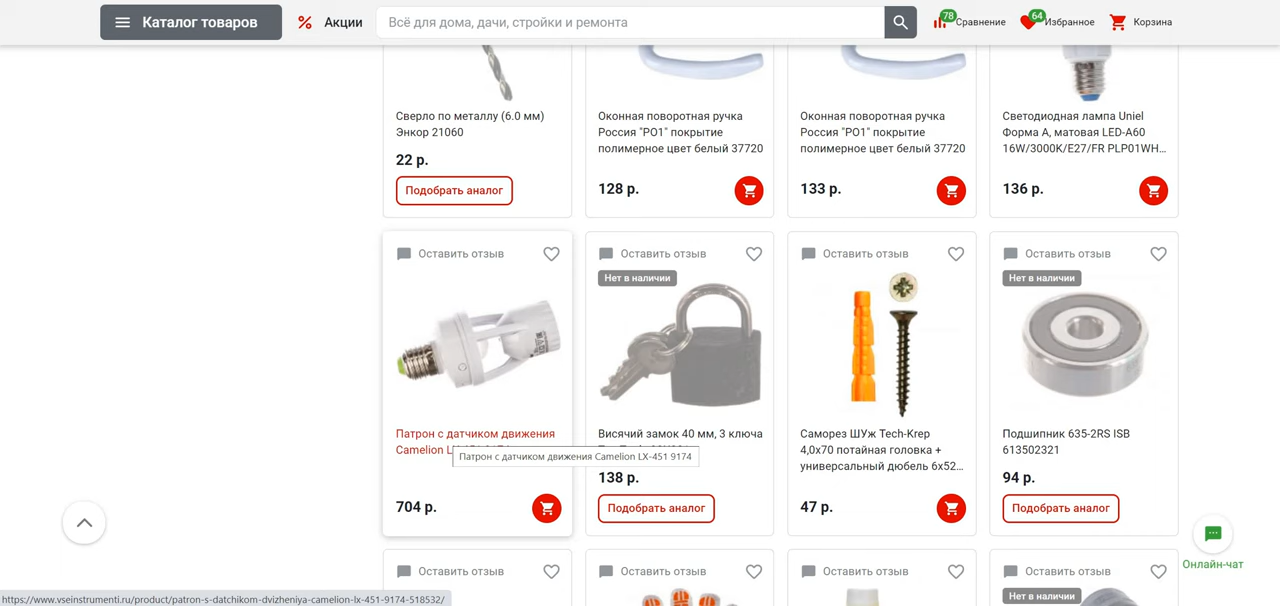 Каталог товаров
Акции
Всё для дома, дачи, стройки и ремонта
78
Сравнение
64
Избранное
Корзина
Сверло по металлу (6.0 мм)
Энкор 21060
22 р.
Подобрать аналог
Оконная поворотная ручка
Россия "РО1" покрытие
полимерное цвет белый 37720
128 р.
Оконная поворотная ручка
Россия "РО1" покрытие
полимерное цвет белый 37720
133 р.
Светодиодная лампа Uniel
Форма А, матовая LED-A60
16W/3000K/E27/FR PLP01WH...
136 р.
Оставить отзыв
Патрон с датчиком движения
Camelion
704 р.
Оставить отзыв
Нет в наличии
Висячий замок 40 мм, 3 ключа
138 р.
Подобрать аналог
Оставить отзыв
Саморез ШУж Tech-Krep
4,0х70 потайная головка +
универсальный дюбель 6х52...
47 р.
Оставить отзыв
Нет в наличии
Подшипник 635-2RS ISB
613502321
94 р.
Подобрать аналог
Патрон с датчиком движения Camelion LX-451 9174
Оставить отзыв
Оставить отзыв
Оставить отзыв
Оставить отзыв
Нет в наличии
Онлайн-чат
https://www.vseinstrumenti.ru/product/patron-s-datchikom-dvizheniya-camelion-lx-451-9174-518532/